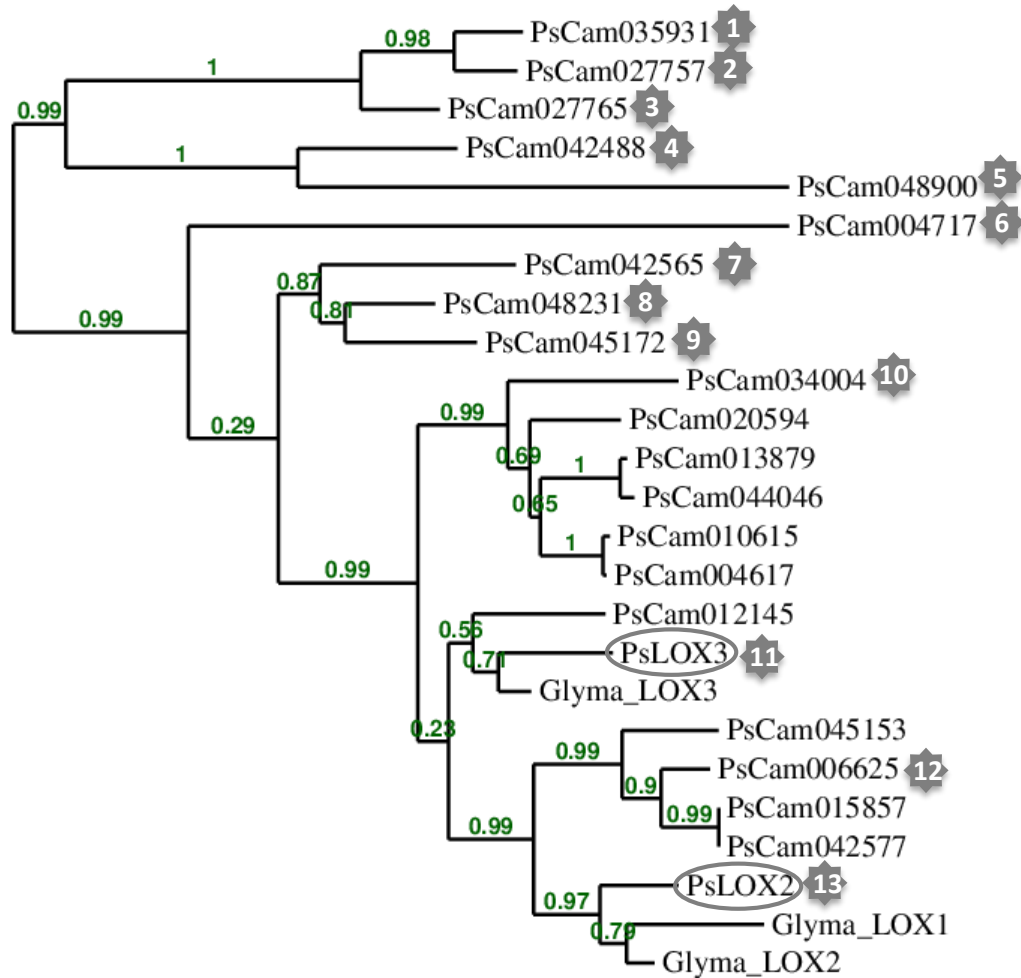 PsCam035931 1
0.98
PsCam027757 2
1
PsCam027765 3
0.99
PsCam042488 4
1
PsCam048900 5
PsCam004717 6
PsCam042565 7
0.87
PsCam048231 8
0.81
0.99
PsCam045172 9
PsCam034004 10
0.99
PsCam020594
0.29
0.69
PsCam013879
1
PsCam044046
0.65
PsCam010615
1
0.99
PsCam004617
PsCam012145
0.56
PsLOX3 11
0.71
Glyma_LOX3
0.23
PsCam045153
0.99
PsCam006625 12
0.9
PsCam015857
0.99
0.99
PsCam042577
PsLOX2 13
0.97
Glyma_LOX1
0.79
Glyma_LOX2